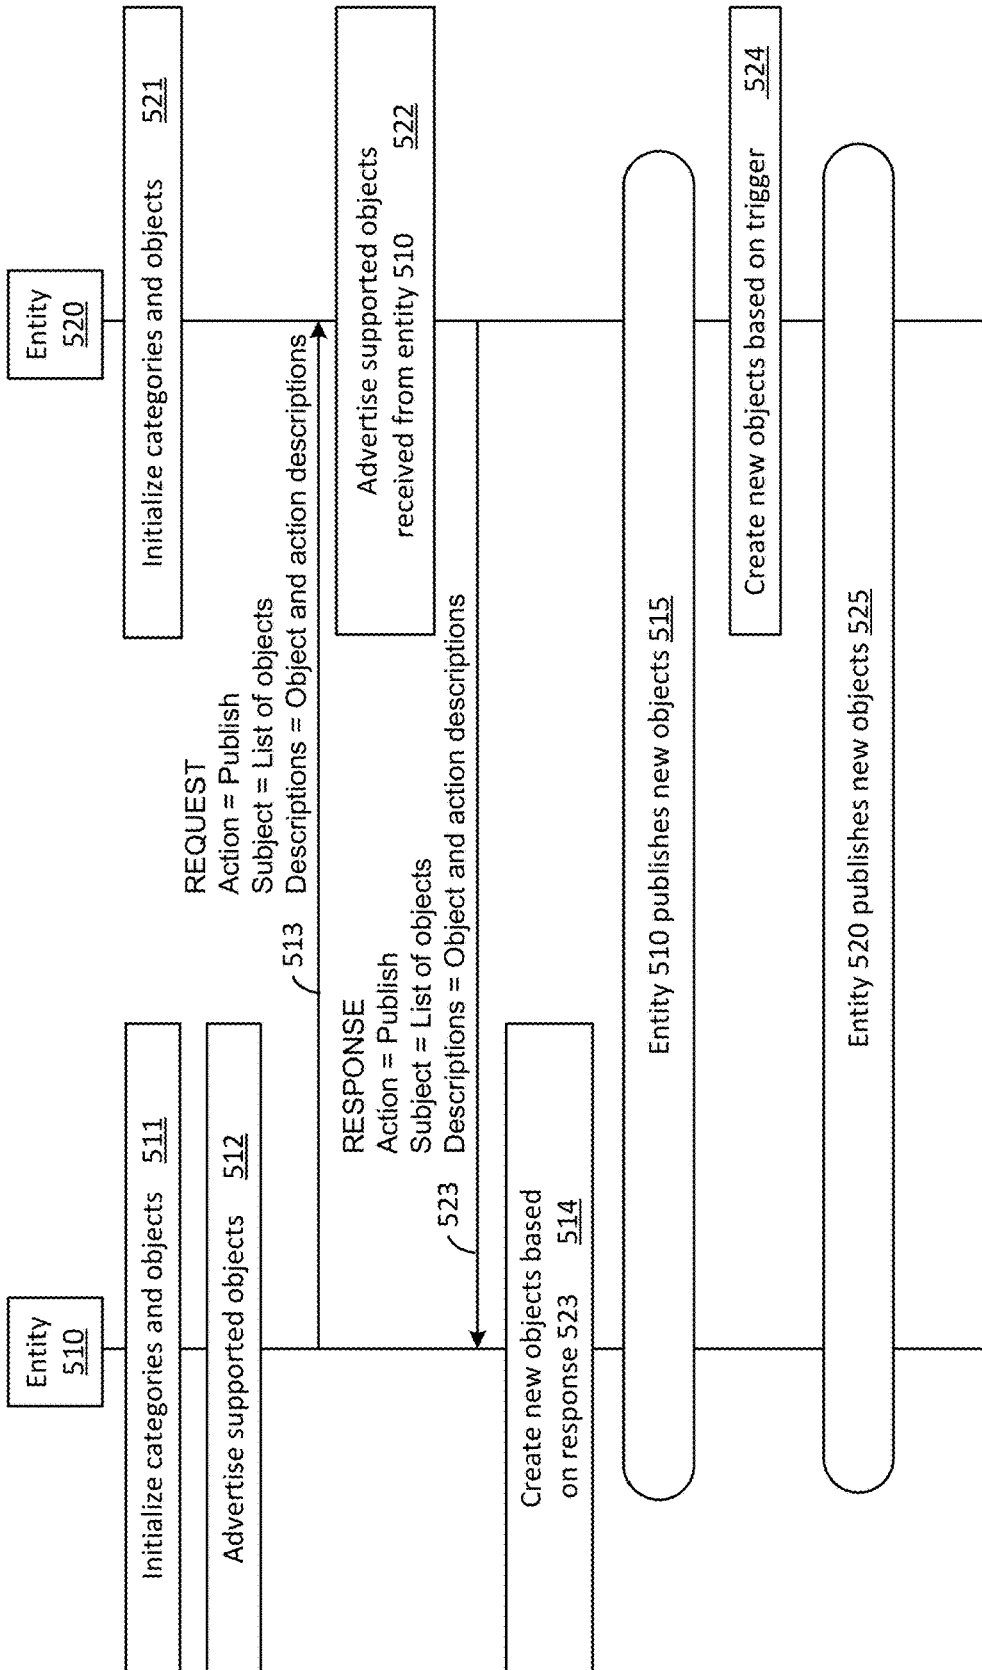 Entity
510
Entity
520
Initialize categories and objects 511
Initialize categories and objects 521
Advertise supported objects 512
REQUEST
Action = Publish
Subject = List of objects
Descriptions = Object and action descriptions
513
Advertise supported objects
received from entity 510 522
RESPONSE
Action = Publish
Subject = List of objects
Descriptions = Object and action descriptions
523
Create new objects based
on response 523 514
Entity 510 publishes new objects 515
Create new objects based on trigger 524
Entity 520 publishes new objects 525